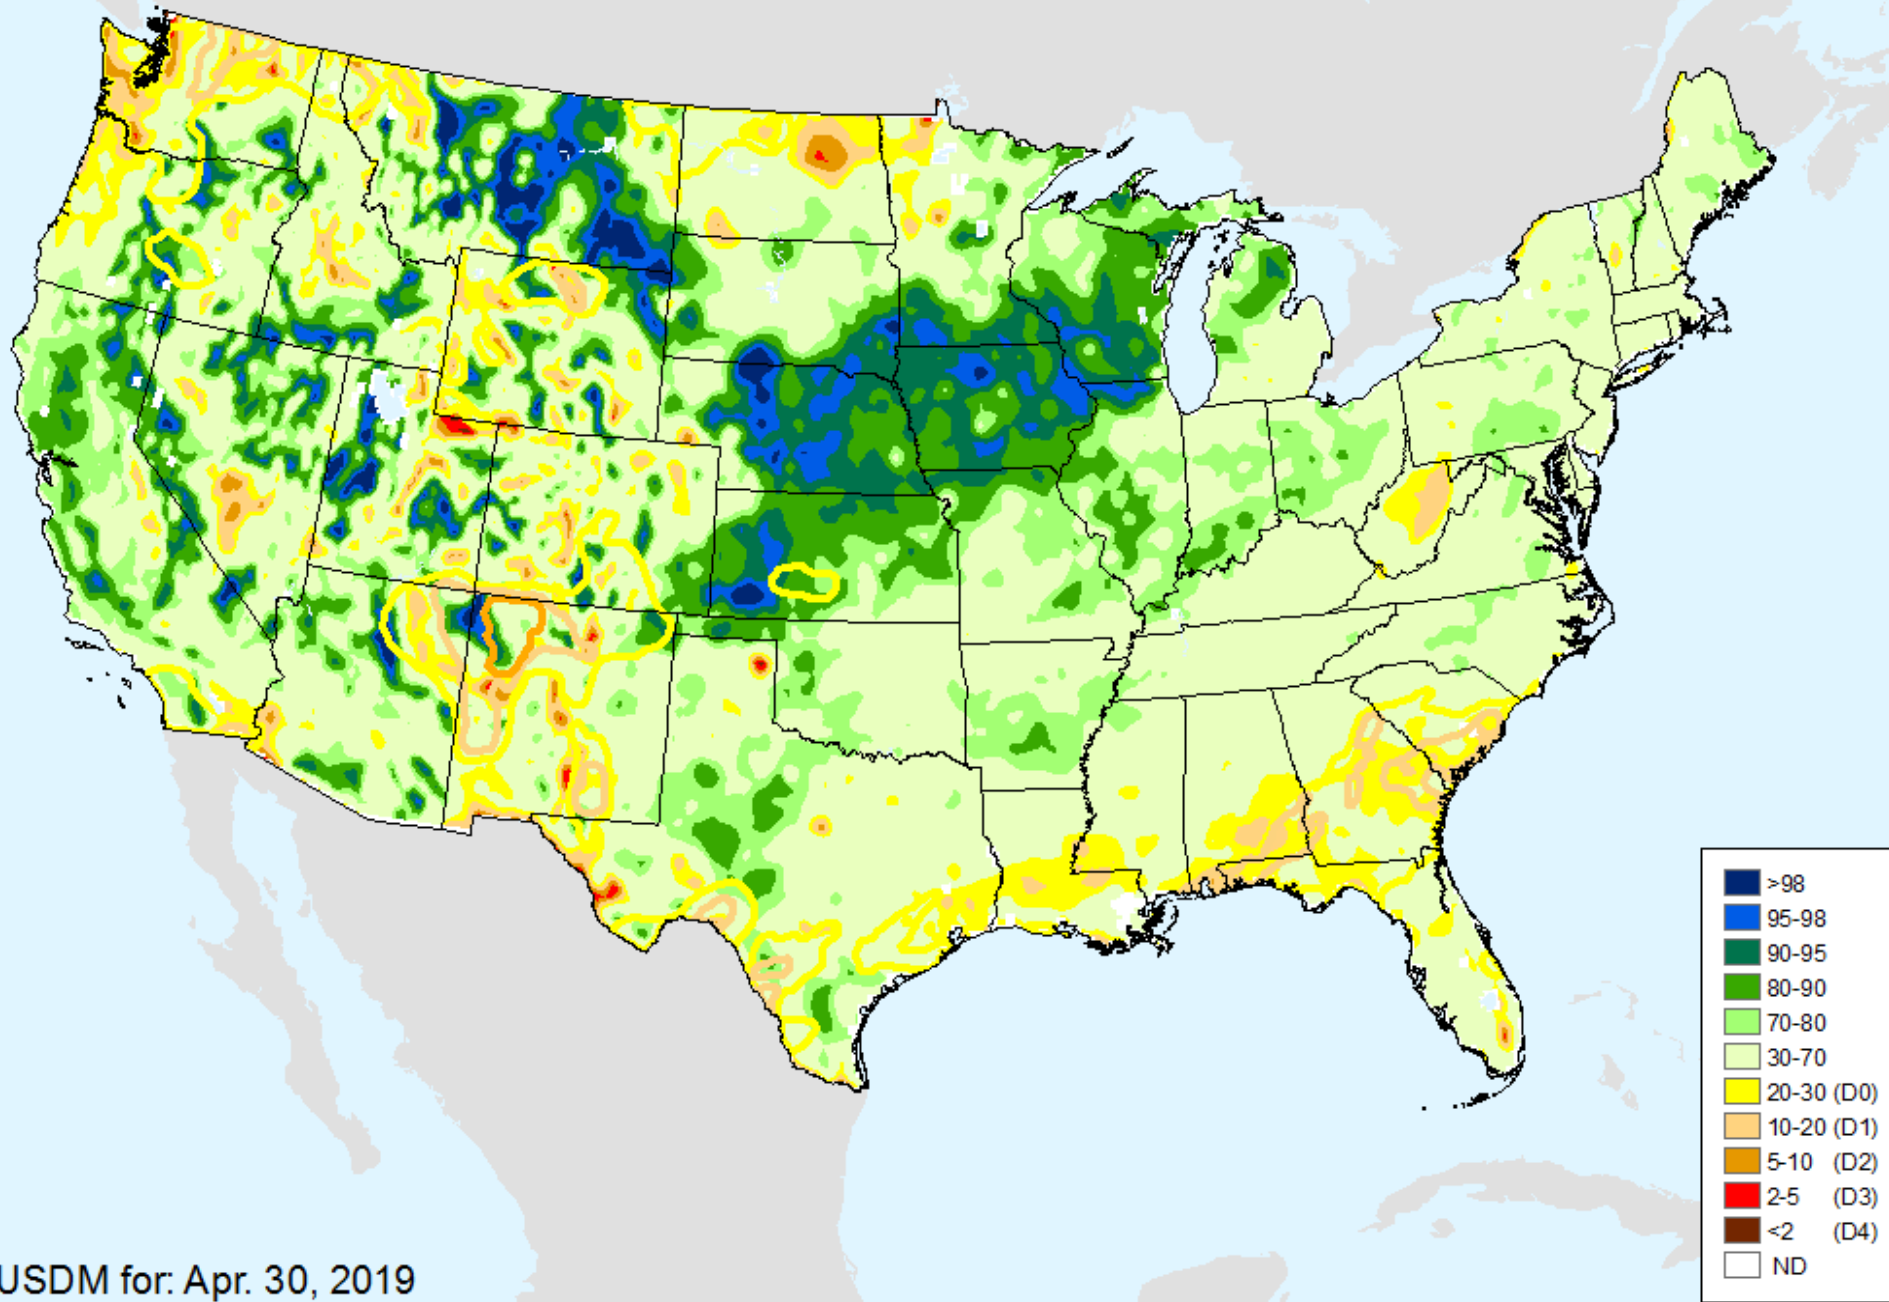 >98
95-98
90-95
80-90
70-80
30-70
20-30 (D0)
10-20 (D1)
5-10 (D2)
2-5 (D3)
<2 (D4)
ND
USDM for: Apr. 30, 2019